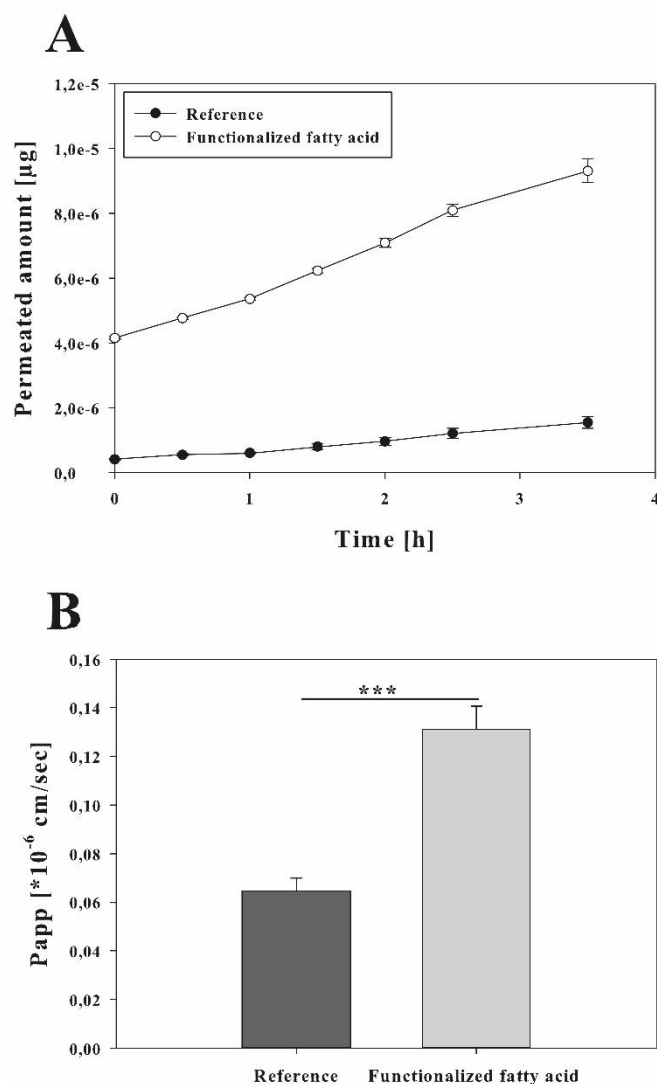 A
1,2e-5
1,0e-5
8,0e-6
6,0e-6
4,0e-6
2,0e-6
0,0
Permeated amount [µg]
Reference
Functionalized fatty acid
0 1 2 3 4
Time [h]
B
0,16
0,14
0,12
0,10
0,08
0,06
0,04
0,02
0,00
Papp [*10-6 cm/sec]
***
Reference Functionalized fatty acid